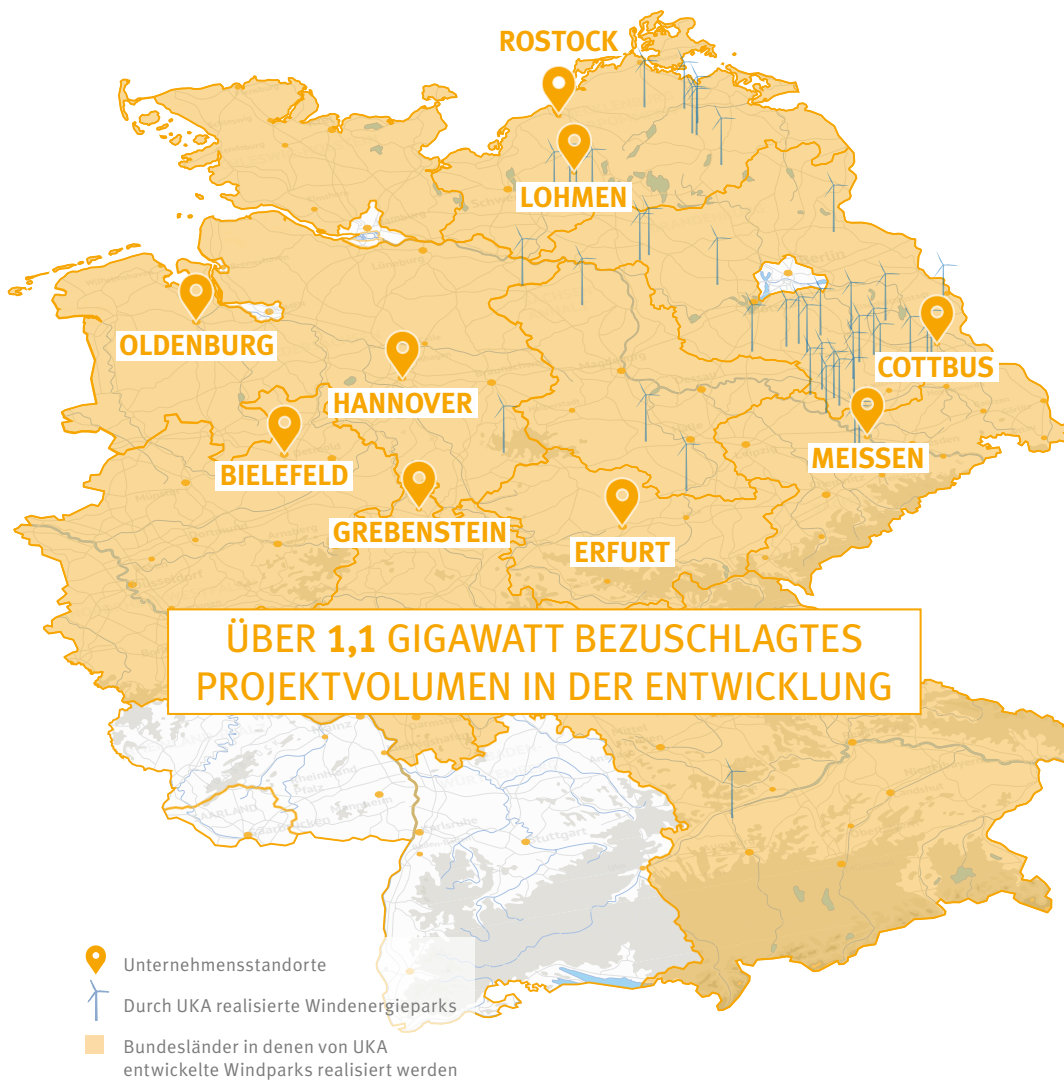 ROSTOCK
LOHMEN
OLDENBURG
HANNOVER
COTTBUS
BIELEFELD
MEISSEN
GREBENSTEIN
ERFURT
ÜBER 1,1 GIGAWATT BEZUSCHLAGTES
PROJEKTVOLUMEN IN DER ENTWICKLUNG
Unternehmensstandorte
Durch UKA realisierte Windenergieparks
Bundesländer in denen von UKA
entwickelte Windparks realisiert werden